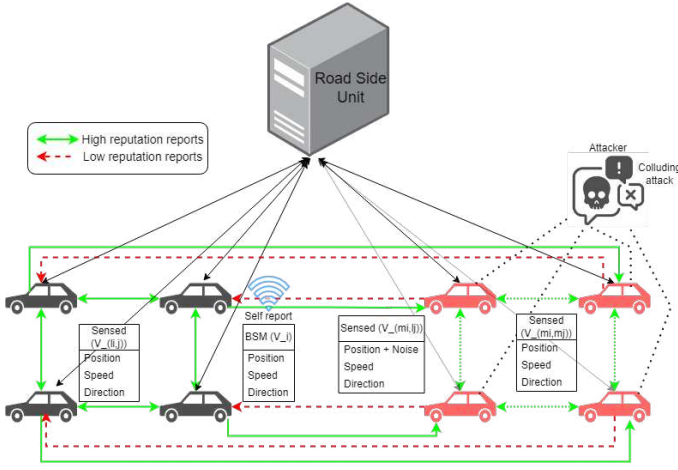 Road Side
Unit
High reputation reports
Low reputation reports
Attacker
Colluding
attack
Self report
Sensed
(V_(li,j))
Position
Speed
Direction
BSM (V_i)
Position
Speed
Direction
Sensed (V_(mi,lj))
Position + Noise
Speed
Direction
Sensed
(V_(mi,mj))
Position
Speed
Direction